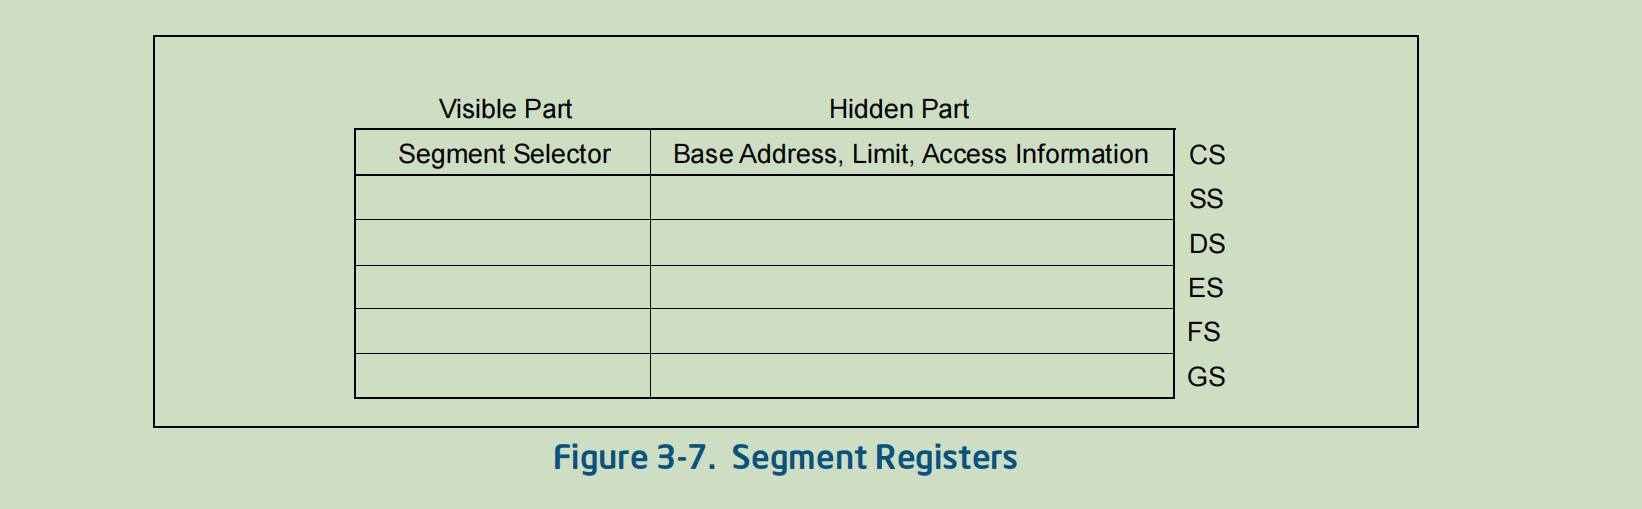 Visible Part Hidden Part
Segment Selector Base Address, Limit, Access Information CS
SS
DS
ES
FS
GS
Figure 3-7. Segment Registers